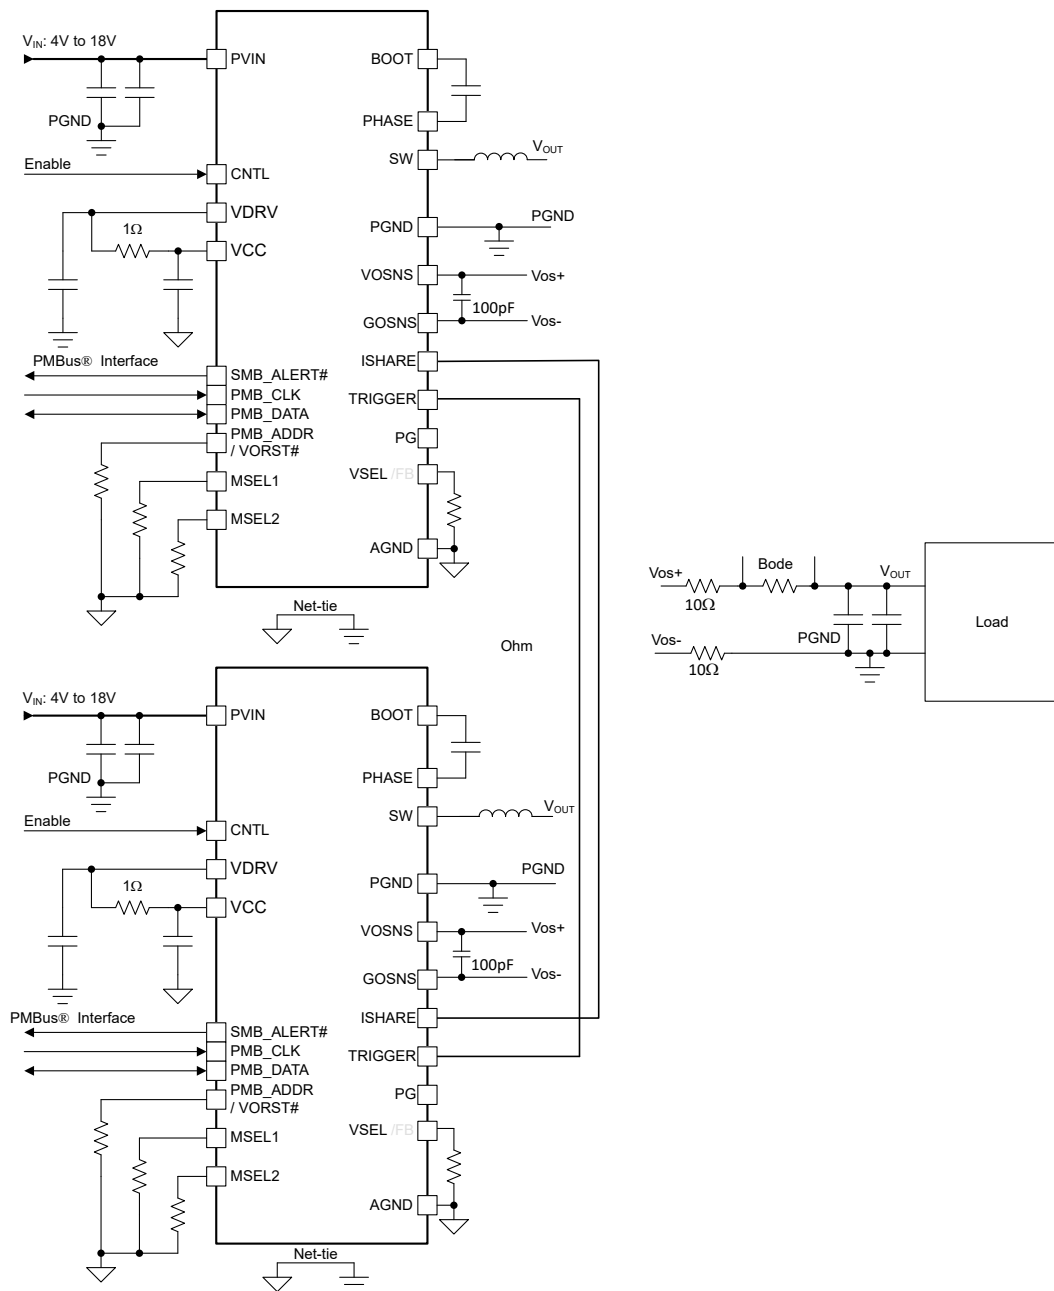 VIN: 4V to 18V
PVIN
BOOT
PGND
PHASE
SW
VOUT
Enable
CNTL
VDRV
1Ω
VCC
PGND
PGND
VOSNS
Vos+
100pF
GOSNS
Vos-
ISHARE
PMBus® Interface
SMB_ALERT#
PMB_CLK
TRIGGER
PMB_DATA
PMB_ADDR
/ VORST#
PG
MSEL1
VSEL /FB
MSEL2
AGND
Net-tie
Vos+
10Ω
Bode
VOUT
Load
PGND
Vos-
10Ω
Ohm
VIN: 4V to 18V
PVIN
BOOT
PGND
PHASE
SW
VOUT
Enable
CNTL
VDRV
1Ω
VCC
PGND
PGND
VOSNS
Vos+
100pF
GOSNS
Vos-
ISHARE
PMBus® Interface
SMB_ALERT#
PMB_CLK
TRIGGER
PMB_DATA
PMB_ADDR
/ VORST#
PG
MSEL1
VSEL /FB
MSEL2
AGND
Net-tie